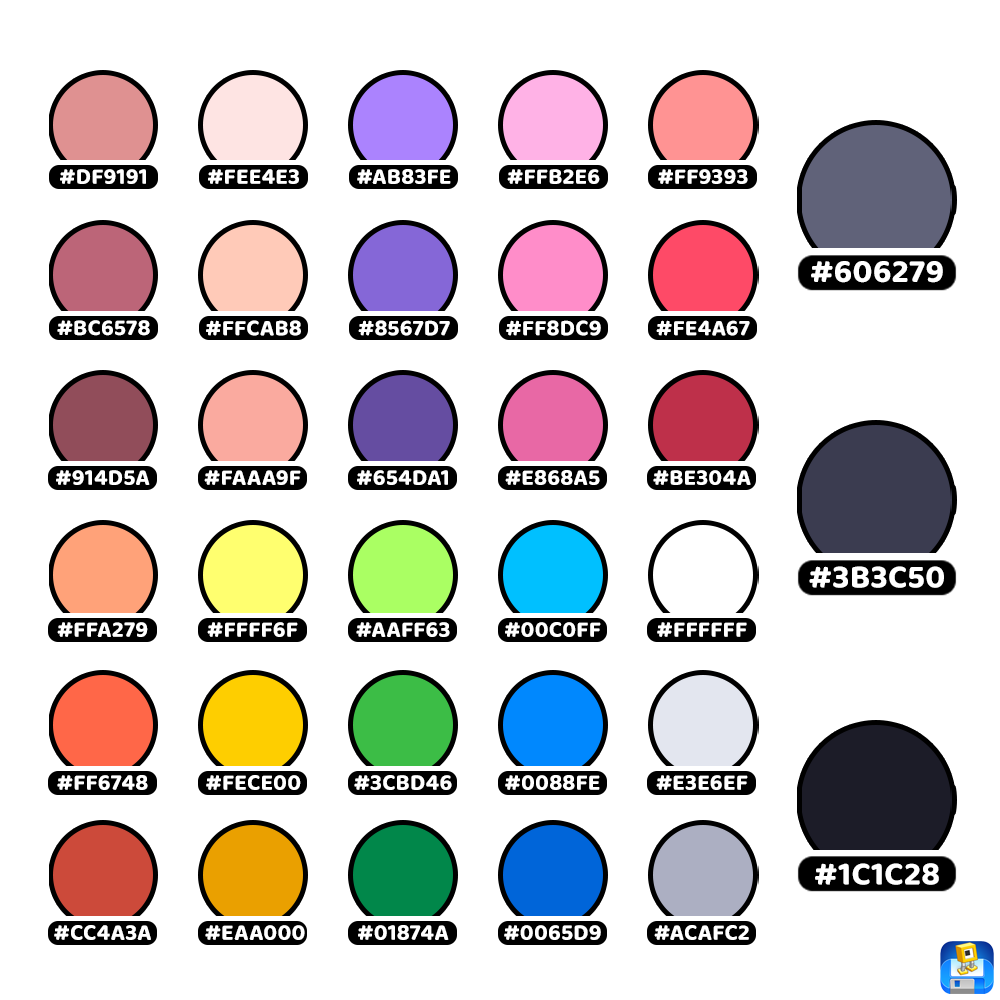 #DF9191 #FEE4E3 #AB83FE #FFB2E6 #FF9393
#606279
#BC6578 #FFCAB8 #8567D7 #FF8DC9 #FE4A67
#914D5A #FAAA9F #654DA1 #E868A5 #BE304A
#3B3C50
#FFA279 #FFFF6F #AAFF63 #00C0FF #FFFFFF
#FF6748 #FECE00 #3CBD46 #0088FE #E3E6EF
#1C1C28
#CC4A3A #EAA000 #01874A #0065D9 #ACAFC2